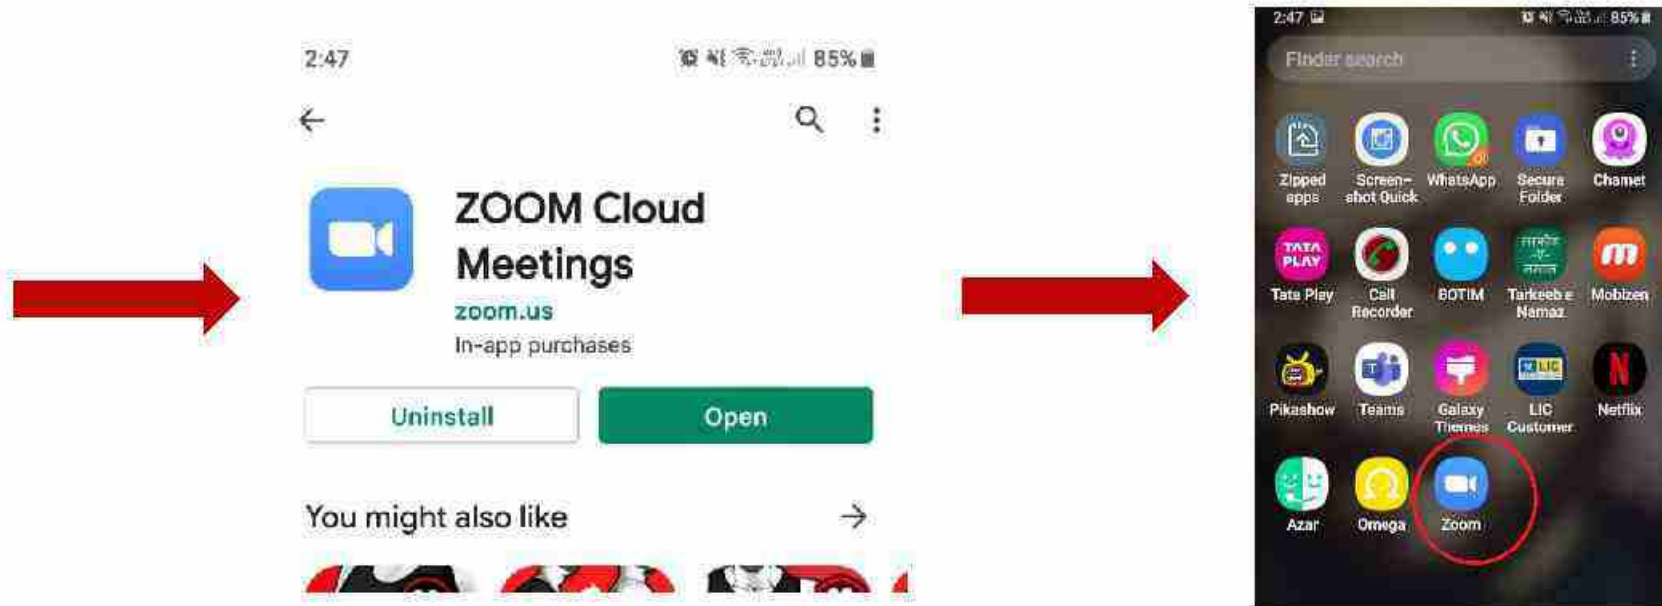 2:47
85%
ZOOM Cloud
Meetings
zoom.us
In-app purchases
Uninstall
Open
You might also like
2:47
85%
Finder search
Zipped
apps
Screen-
shot Quick
WhatsApp
Secure
Folder
Chamet
TATA
PLAY
Tata Play
Call
Recorder
BOTIM
Tarkeeb e
Namaz
Mobizen
Pikashow
Teams
Galaxy
Themes
LIC
LIC
Customer
N
Netflix
Azar
Omega
Zoom